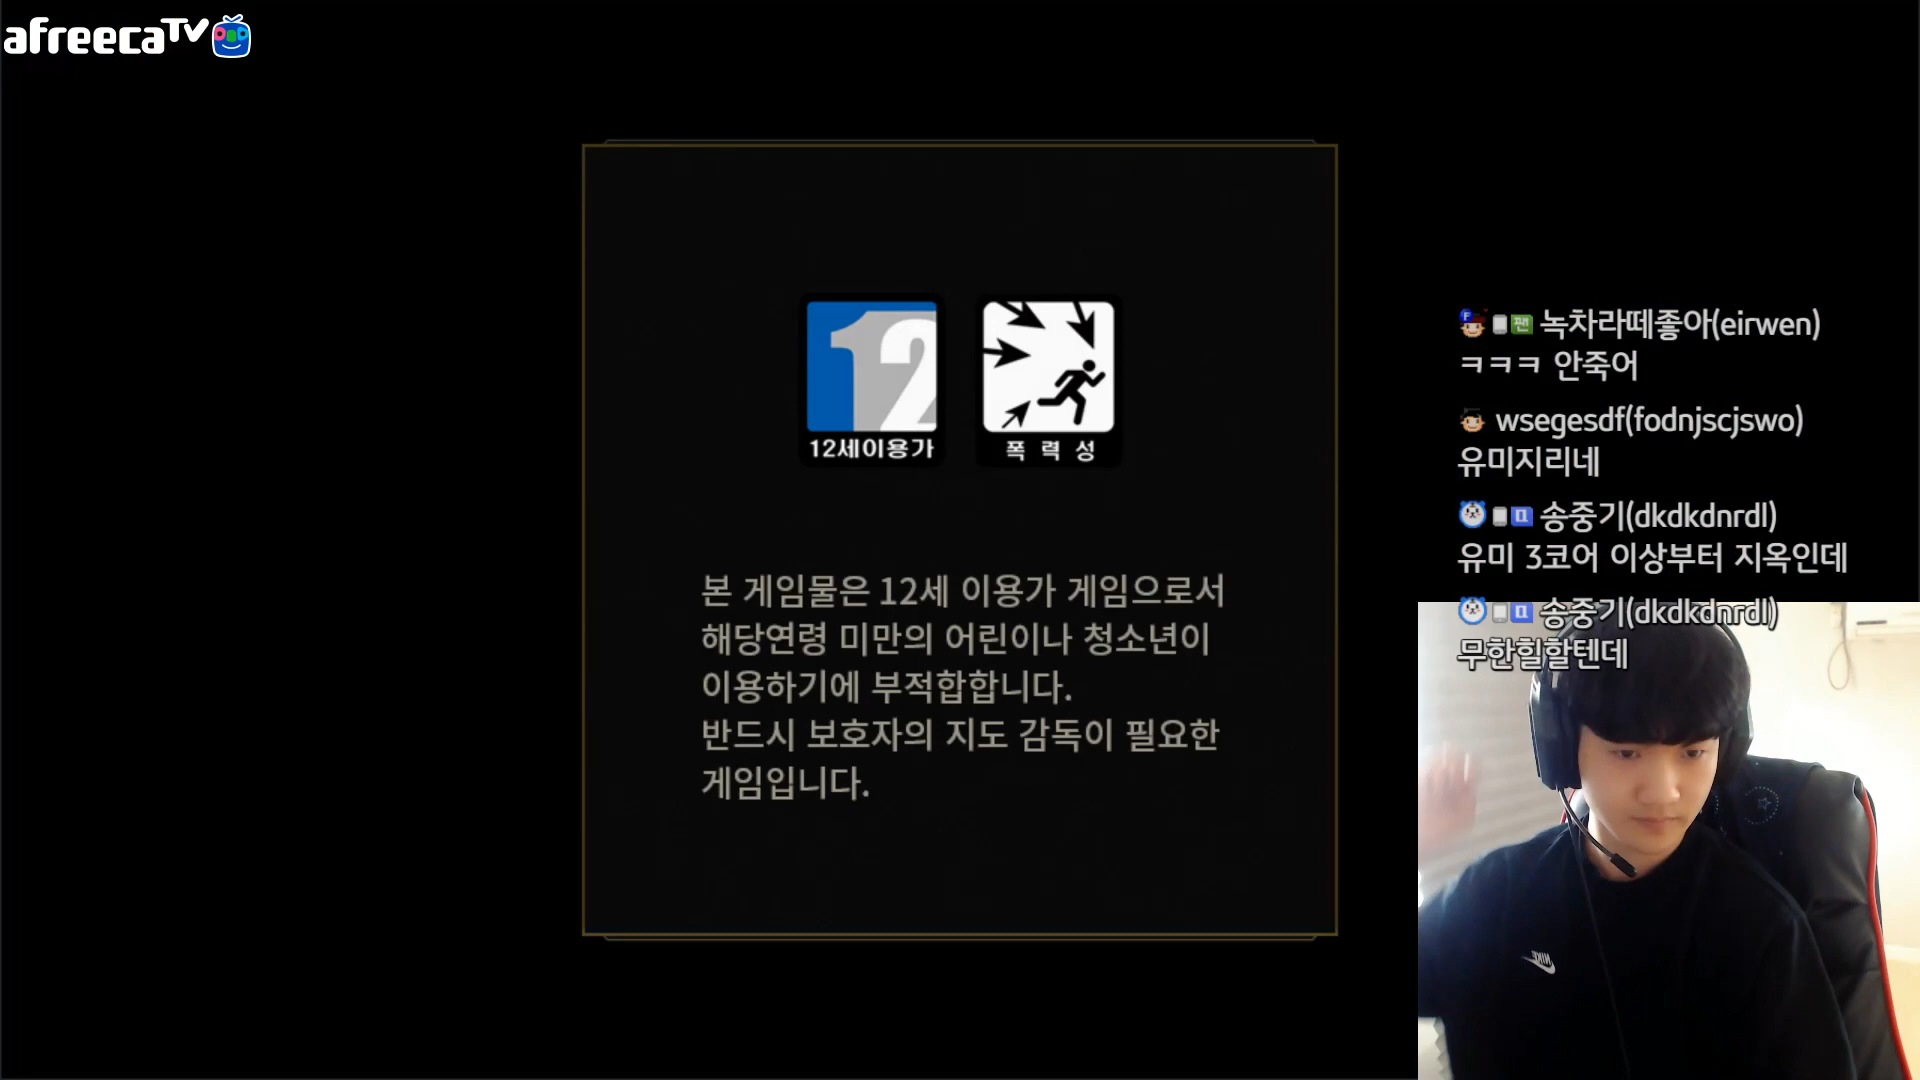 afreecaTV
12
12세이용가
폭력성
본 게임물은 12세 이용가 게임으로서
해당연령 미만의 어린이나 청소년이
이용하기에 부적합합니다.
반드시 보호자의 지도 감독이 필요한
게임입니다.
팬 녹차라떼좋아(eirwen)
ㅋㅋㅋ 안죽어
wsegesdf(fodnjscjswo)
유미지리네
송중기(dkdkdnrdl)
유미 3코어 이상부터 지옥인데
송중기(dkdkdnrdl)
무한힐할텐데
NIKE